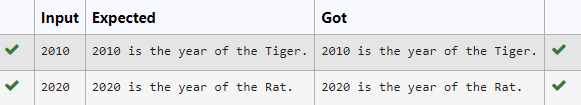 Input Expected Got
2010 2010 is the year of the Tiger. 2010 is the year of the Tiger.
2020 2020 is the year of the Rat. 2020 is the year of the Rat.